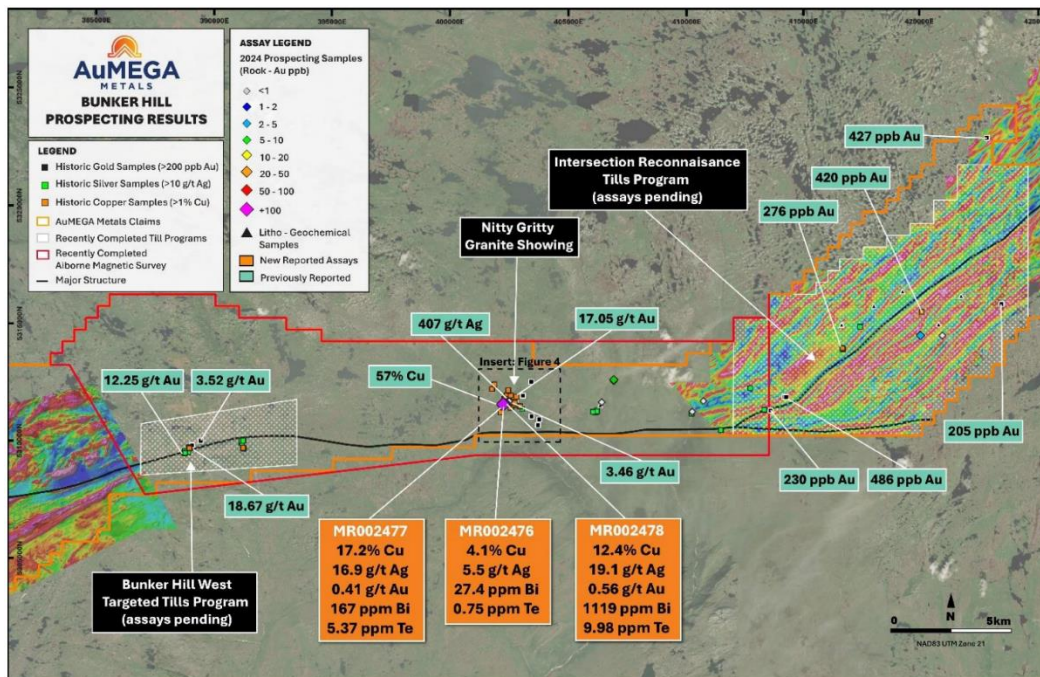 395000E
390000E
395000E
400000E
405000E
4100000E
415000E
420000E
AuMEGA
METALS
BUNKER HILL
PROSPECTING RESULTS
LEGEND
Historic Gold Samples (>200 ppb Au)
Historic Silver Samples (>10 g/t Ag)
Historic Copper Samples (>1% Cu)
AuMEGA Metals Claims
Recently Completed Till Programs
Recently Completed
Aiborne Magnetic Survey
Major Structure
ASSAY LEGEND
2024 Prospecting Samples
(Rock - Au ppb)
<1
1 - 2
2 - 5
5 - 10
10 - 20
20 - 50
50 - 100
+100
Litho - Geochemical
Samples
New Reported Assays
Previously Reported
427 ppb Au
Intersection Reconnaisance
Tills Program
(assays pending)
420 ppb Au
276 ppb Au
Nitty Gritty
Granite Showing
407 g/t Ag
17.05 g/t Au
Insert: Figure 4
57% Cu
12.25 g/t Au
3.52 g/t Au
205 ppb Au
3.46 g/t Au
230 ppb Au
486 ppb Au
18.67 g/t Au
Bunker Hill West
Targeted Tills Program
(assays pending)
MR002477
17.2% Cu
16.9 g/t Ag
0.41 g/t Au
167 ppm Bi
5.37 ppm Te
MR002476
4.1% Cu
5.5 g/t Ag
27.4 ppm Bi
0.75 ppm Te
MR002478
12.4% Cu
19.1 g/t Ag
0.56 g/t Au
1119 ppm Bi
9.98 ppm Te
N
0
5km
NAD83 UTM Zone 21